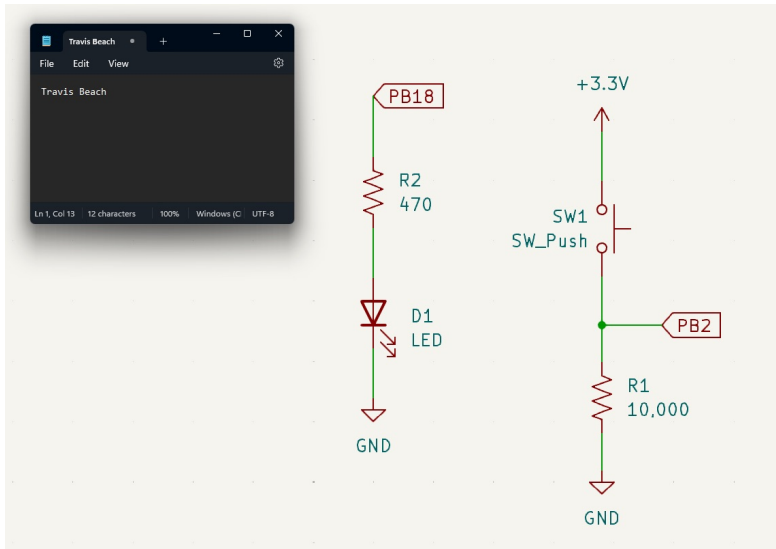 Travis Beach
File Edit View
Travis Beach
Ln 1, Col 13 12 characters 100% Windows (C UTF-8
PB18
R2
470
D1
LED
GND
+3.3V
SW1
SW_Push
PB2
R1
10,000
GND